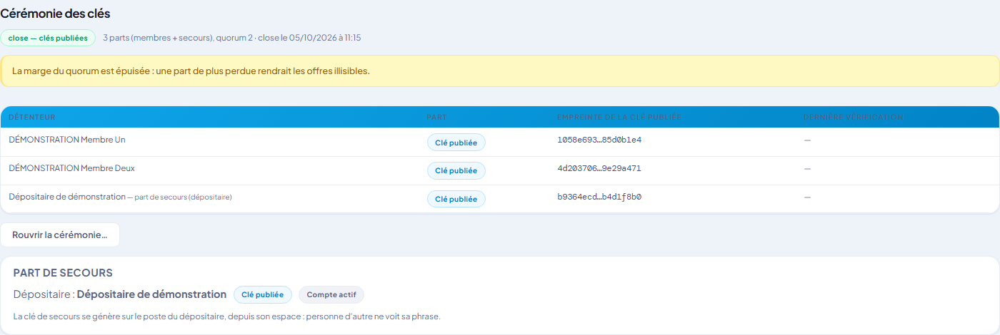 Cérémonie des clés
close — clés publiées 3 parts (membres + secours), quorum 2 · close le 05/10/2026 à 11:15
La marge du quorum est épuisée : une part de plus perdue rendrait les offres illisibles.
DÉTENTEUR PART EMPREINTE DE LA CLÉ PUBLIÉE DERNIÈRE VÉRIFICATION
DÉMONSTRATION Membre Un Clé publiée 1058e693…85d0b1e4 —
DÉMONSTRATION Membre Deux Clé publiée 4d203706…9e29a471 —
Dépositaire de démonstration — part de secours (dépositaire) Clé publiée b9364ecd…b4d1f8b0 —
Rouvrir la cérémonie…
PART DE SECOURS
Dépositaire : Dépositaire de démonstration Clé publiée Compte actif
La clé de secours se génère sur le poste du dépositaire, depuis son espace : personne d'autre ne voit sa phrase.